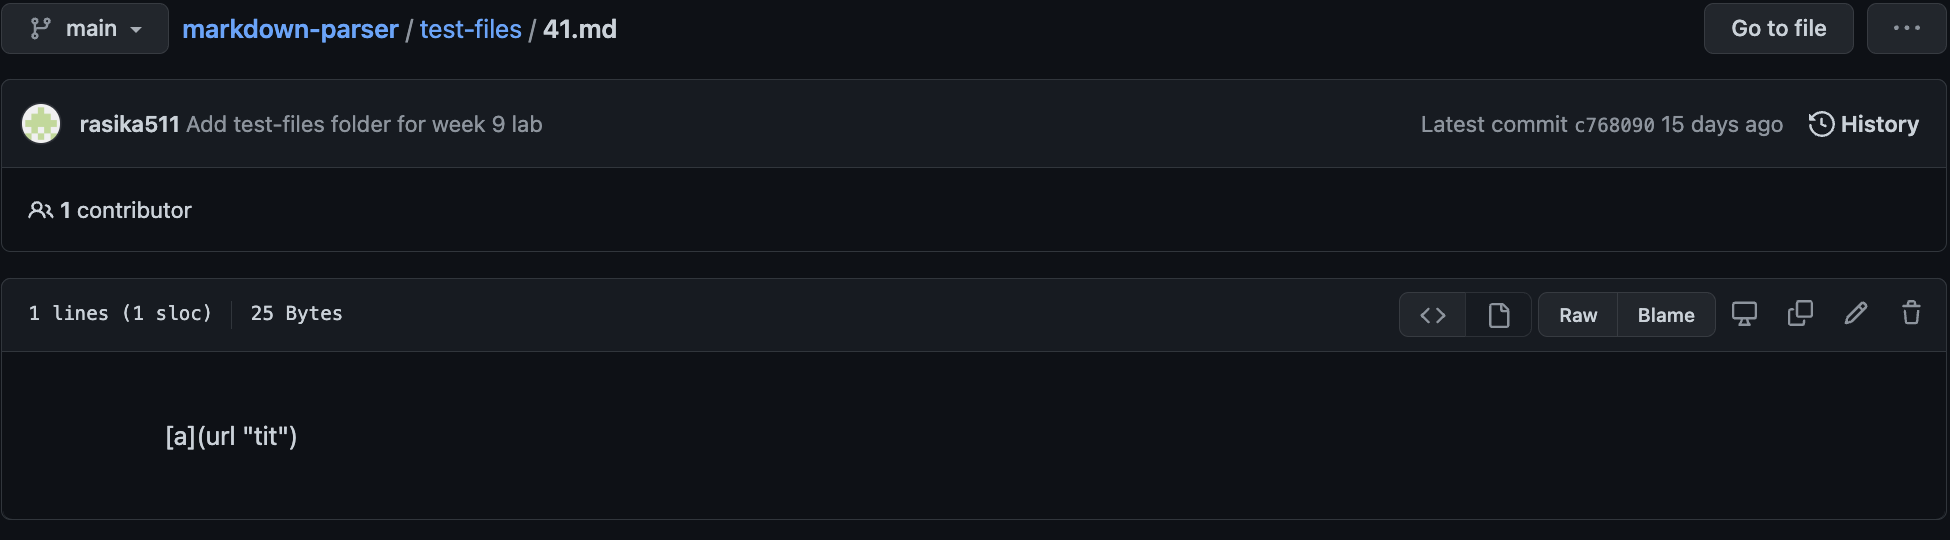 main markdown-parser / test-files / 41.md Go to file ...
rasika511 Add test-files folder for week 9 lab Latest commit c768090 15 days ago History
1 contributor
1 lines (1 sloc) 25 Bytes <> Raw Blame
[a](url "tit")